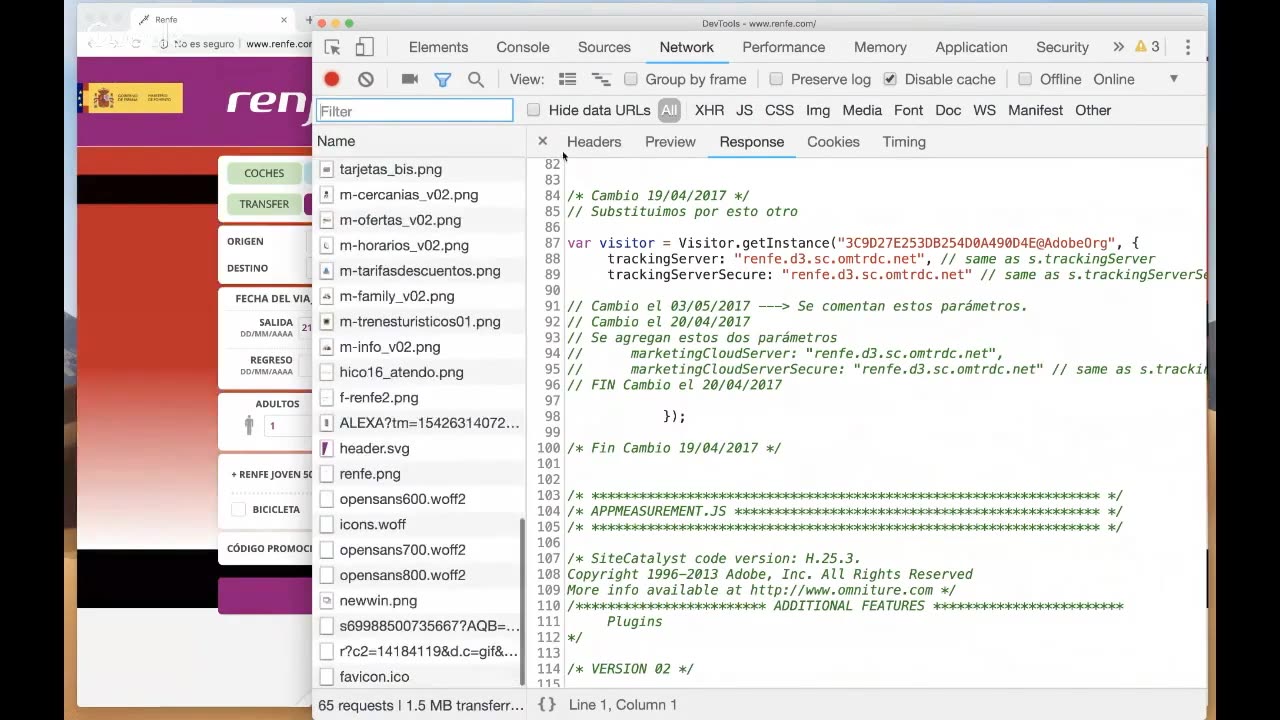 Renfe
DevTools - www.renfe.com/
No es seguro
www.renfe.com
Elements
Console
Sources
Network
Performance
Memory
Application
Security
3
View:
Group by frame
Preserve log
Disable cache
Offline
Online
Filter
Hide data URLs
All
XHR
JS
CSS
Img
Media
Font
Doc
WS
Manifest
Other
GOBIERNO DE ESPAÑA
MINISTERIO DE FOMENTO
renf
COCHES
TRANSFER
ORIGEN
DESTINO
FECHA DEL VIA
SALIDA
DD/MM/AAAA
21
REGRESO
DD/MM/AAAA
ADULTOS
1
+ RENFE JOVEN 50
BICICLETA
CÓDIGO PROMOCI
Name
tarjetas_bis.png
m-cercanias_v02.png
m-ofertas_v02.png
m-horarios_v02.png
m-tarifasdescuentos.png
m-family_v02.png
m-trenesturisticos01.png
m-info_v02.png
hico16_atendo.png
f-renfe2.png
ALEXA?tm=15426314072...
header.svg
renfe.png
opensans600.woff2
icons.woff
opensans700.woff2
opensans800.woff2
newwin.png
s69988500735667?AQB=...
r?c2=14184119&d.c=gif&...
favicon.ico
65 requests | 1.5 MB transferr...
Headers
Preview
Response
Cookies
Timing
82
83
84 /* Cambio 19/04/2017 */
85 // Substituimos por esto otro
86
87 var visitor = Visitor.getInstance("3C9D27E253DB254D0A490D4E@AdobeOrg", {
88 trackingServer: "renfe.d3.sc.omtrdc.net", // same as s.trackingServer
89 trackingServerSecure: "renfe.d3.sc.omtrdc.net" // same as s.trackingServerSe
90
91 // Cambio el 03/05/2017 ---> Se comentan estos parámetros.
92 // Cambio el 20/04/2017
93 // Se agregan estos dos parámetros
94 // marketingCloudServer: "renfe.d3.sc.omtrdc.net",
95 // marketingCloudServerSecure: "renfe.d3.sc.omtrdc.net" // same as s.trackin
96 // FIN Cambio el 20/04/2017
97
98 });
99
100 /* Fin Cambio 19/04/2017 */
101
102
103 /* **************************************************************** */
104 /* APPMEASUREMENT.JS ********************************************** */
105 /* **************************************************************** */
106
107 /* SiteCatalyst code version: H.25.3.
108 Copyright 1996-2013 Adobe, Inc. All Rights Reserved
109 More info available at http://www.omniture.com */
110 /************************ ADDITIONAL FEATURES ************************
111 Plugins
112 */
113
114 /* VERSION 02 */
115
{} Line 1, Column 1